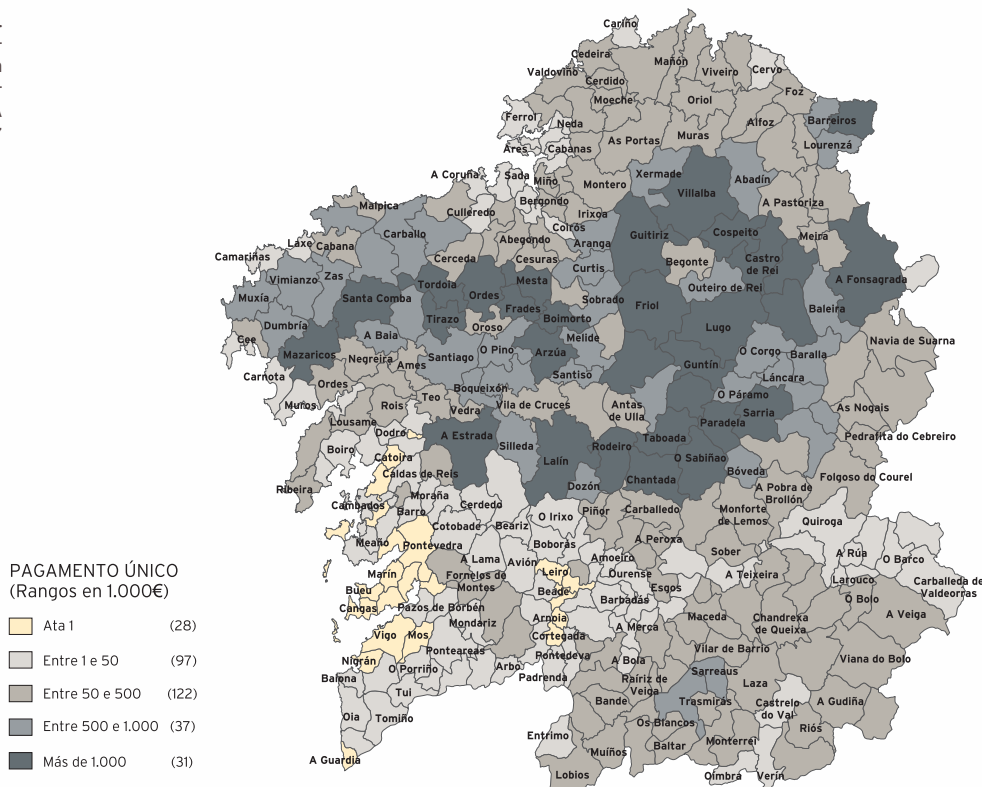 Cariño
Cedeira
Mañón
Valdoviño
Viveiro
Cervo
Cerdido
Foz
Moeche
Oriol
Ferrol
Neda
Alfoz
Barreiros
Ares
Cabanas
As Portas
Muras
Lourenzá
A Coruña
Sada
Miño
Montero
Xermade
Abadín
Villalba
Malpica
Culleredo
Bergondo
Irixoa
A Pastoriza
Laxe
Cabana
Carballo
Abegondo
Coirós
Aranga
Guitiriz
Cospeito
Meira
Camariñas
Cerceda
Cesuras
Curtis
Begonte
Castro
de Rei
A Fonsagrada
Vimianzo
Zas
Tordoia
Mesta
Outeiro de Rei
Muxía
Santa Comba
Ordes
Frades
Sobrado
Friol
Baleira
Dumbría
Tirazo
Oroso
Boimorto
Lugo
Cee
A Baia
Melide
Navia de Suarna
Mazaricos
Negreira
Ames
Santiago
O Pino
Arzúa
O Corgo
Baralla
Carnota
Ordes
Santiso
Guntín
Láncara
Muros
Rois
Teo
Boqueixón
Vila de Cruces
Antas
de Ulla
O Páramo
As Nogais
Lousame
Vedra
Paradela
Sarria
Dodro
A Estrada
Silleda
Rodeiro
Taboada
Pedrafita do Cebreiro
Boiro
Catoira
Lalín
O Sabiñao
Bóveda
Caldas de Reis
Dozón
Chantada
Folgoso do Courel
Ribeira
Moraña
A Pobra de
Brollón
Cambados
Barro
Cerdedo
O Irixo
Piñor
Carballedo
Monforte
de Lemos
Quiroga
Cotobade
Beariz
Meaño
Pontevedra
Boborás
A Peroxa
Sober
A Rúa
O Barco
A Lama
Avión
Amoeiro
Marín
Fornelos de
Montes
Leiro
Ourense
A Teixeira
Larouco
Carballeda de
Valdeorras
Bueu
Beade
Esgos
O Bolo
Cangas
Pazos de Borbén
Barbadás
Arnoia
Maceda
Chandrexa
de Queixa
A Veiga
Mondariz
A Merca
Vigo
Mos
Cortegada
Ponteareas
Pontedeva
Vilar de Barrio
Viana do Bolo
Nigrán
O Porriño
Arbo
A Bola
Baiona
Padrenda
Sarreaus
Tui
Rairiz de
Veiga
Laza
Oia
Tomiño
Bande
Trasmirás
Castrelo
do Val
A Gudiña
Os Blancos
Riós
Entrimo
Baltar
Monterrei
A Guardia
Muíños
Lobios
Oímbra
Verín
PAGAMENTO ÚNICO
(Rangos en 1.000€)
Ata 1 (28)
Entre 1 e 50 (97)
Entre 50 e 500 (122)
Entre 500 e 1.000 (37)
Más de 1.000 (31)